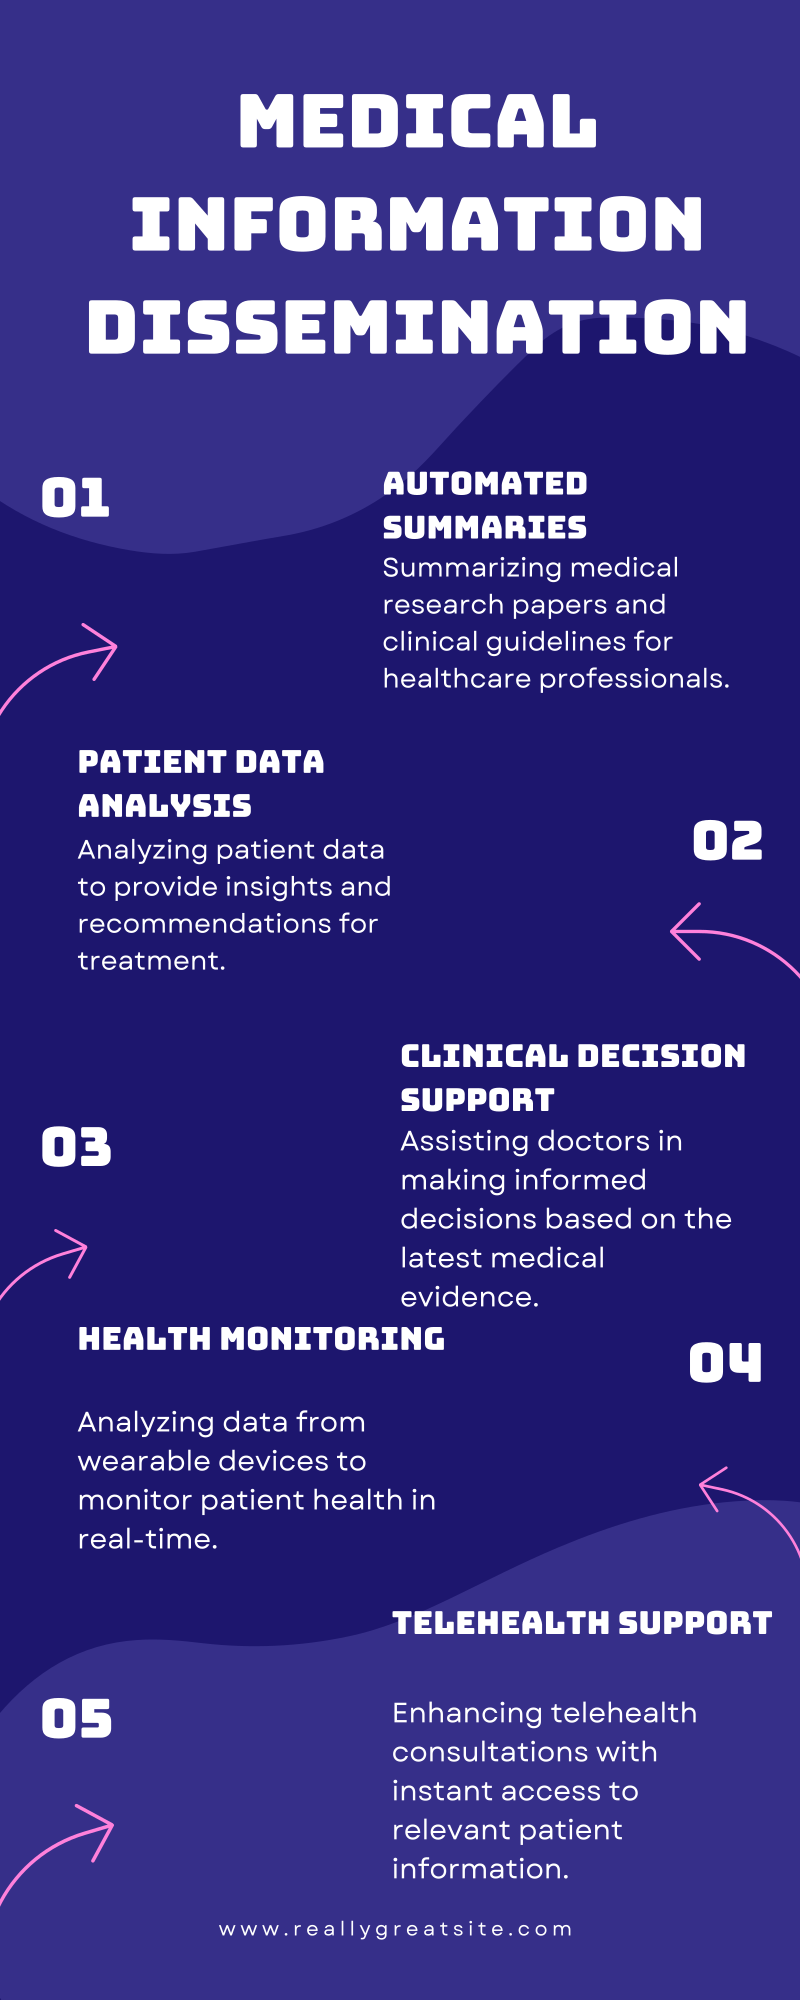 MEDICAL
INFORMATION
DISSEMINATION
01
AUTOMATED
SUMMARIES
Summarizing medical
research papers and
clinical guidelines for
healthcare professionals.
PATIENT DATA
ANALYSIS
Analyzing patient data
to provide insights and
recommendations for
treatment.
02
CLINICAL DECISION
SUPPORT
Assisting doctors in
making informed
decisions based on the
latest medical
evidence.
03
HEALTH MONITORING
Analyzing data from
wearable devices to
monitor patient health in
real-time.
04
TELEHEALTH SUPPORT
Enhancing telehealth
consultations with
instant access to
relevant patient
information.
05
www.reallygreatsite.com